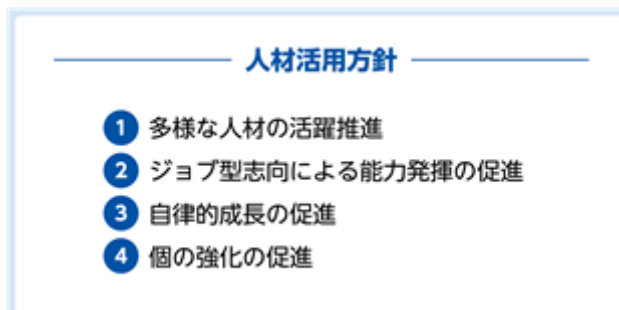 人材活用方針
1 多様な人材の活躍推進
2 ジョブ型志向による能力発揮の促進
3 自律的成長の促進
4 個の強化の促進